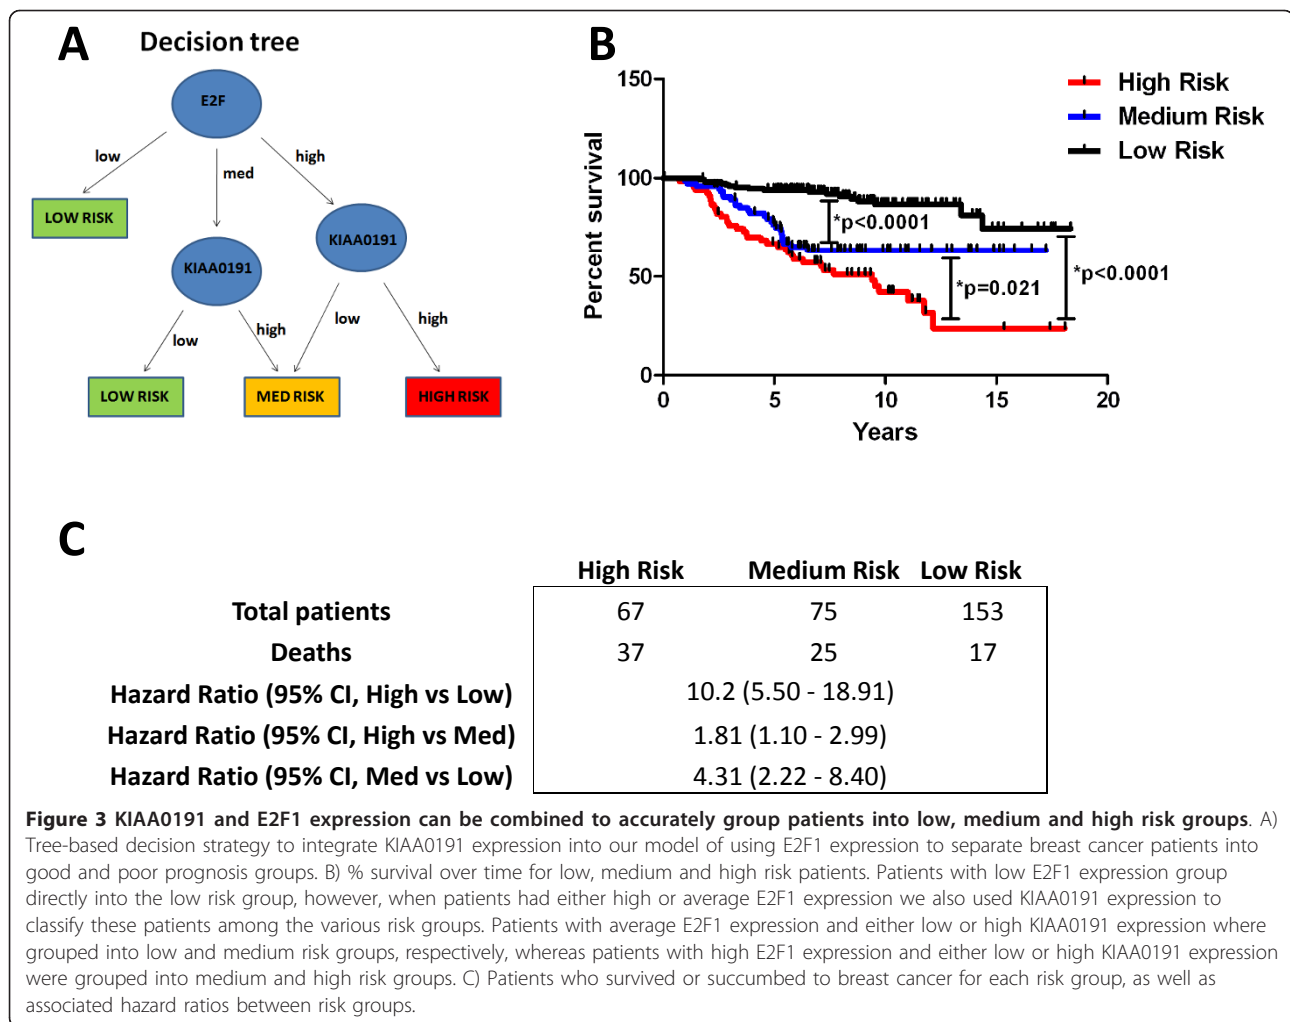 A
Decision tree
E2F
low
med
high
LOW RISK
KIAA0191
KIAA0191
low
high
low
high
LOW RISK
MED RISK
HIGH RISK
B
150
100
50
0
Percent survival
0
5
10
15
20
Years
High Risk
Medium Risk
Low Risk
*p<0.0001
*p=0.021
*p<0.0001
C
High Risk Medium Risk Low Risk
Total patients 67 75 153
Deaths 37 25 17
Hazard Ratio (95% CI, High vs Low) 10.2 (5.50 - 18.91)
Hazard Ratio (95% CI, High vs Med) 1.81 (1.10 - 2.99)
Hazard Ratio (95% CI, Med vs Low) 4.31 (2.22 - 8.40)
Figure 3 KIAA0191 and E2F1 expression can be combined to accurately group patients into low, medium and high risk groups. A)
Tree-based decision strategy to integrate KIAA0191 expression into our model of using E2F1 expression to separate breast cancer patients into
good and poor prognosis groups. B) % survival over time for low, medium and high risk patients. Patients with low E2F1 expression group
directly into the low risk group, however, when patients had either high or average E2F1 expression we also used KIAA0191 expression to
classify these patients among the various risk groups. Patients with average E2F1 expression and either low or high KIAA0191 expression where
grouped into low and medium risk groups, respectively, whereas patients with high E2F1 expression and either low or high KIAA0191 expression
were grouped into medium and high risk groups. C) Patients who survived or succumbed to breast cancer for each risk group, as well as
associated hazard ratios between risk groups.